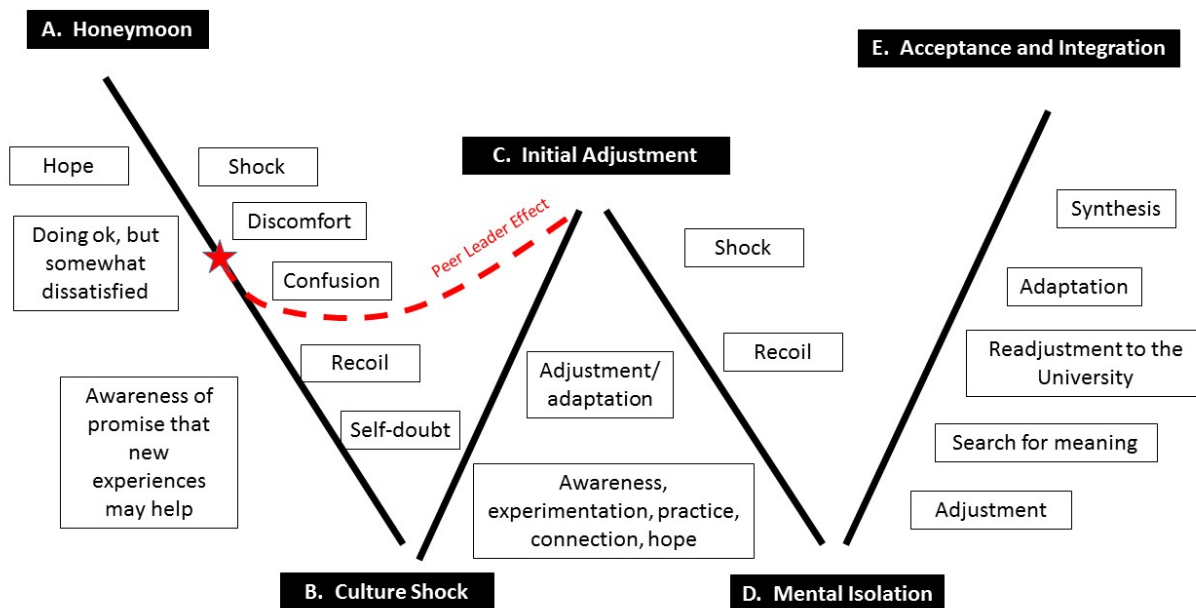 A. Honeymoon
E. Acceptance and Integration
C. Initial Adjustment
Hope
Shock
Discomfort
Doing ok, but
somewhat
dissatisfied
Confusion
Peer Leader Effect
Recoil
Self-doubt
Awareness of
promise that
new
experiences
may help
Adjustment/
adaptation
Awareness,
experimentation, practice,
connection, hope
Shock
Recoil
Synthesis
Adaptation
Readjustment to the
University
Search for meaning
Adjustment
B. Culture Shock
D. Mental Isolation